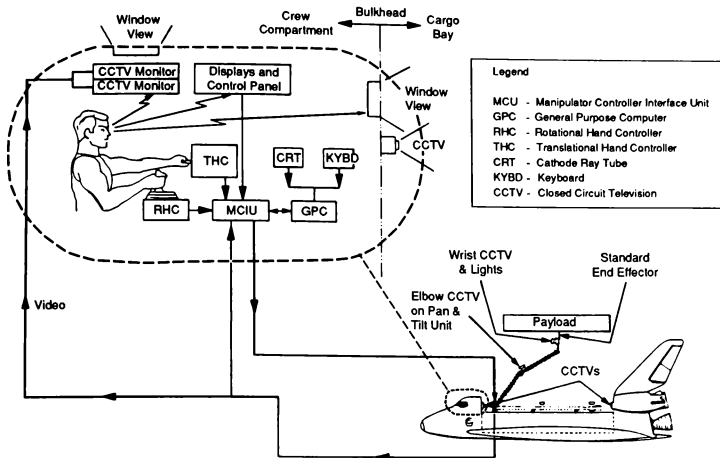 Window
View
Crew
Compartment
Bulkhead
Cargo
Bay
CCTV Monitor
CCTV Monitor
Displays and
Control Panel
Window
View
CCTV
THC
CRT
KYBD
RHC
MCIU
GPC
Video
Legend
MCU - Manipulator Controller Interface Unit
GPC - General Purpose Computer
RHC - Rotational Hand Controller
THC - Translational Hand Controller
CRT - Cathode Ray Tube
KYBD - Keyboard
CCTV - Closed Circuit Television
Wrist CCTV
& Lights
Standard
End Effector
Elbow CCTV
on Pan &
Tilt Unit
Payload
CCTVs